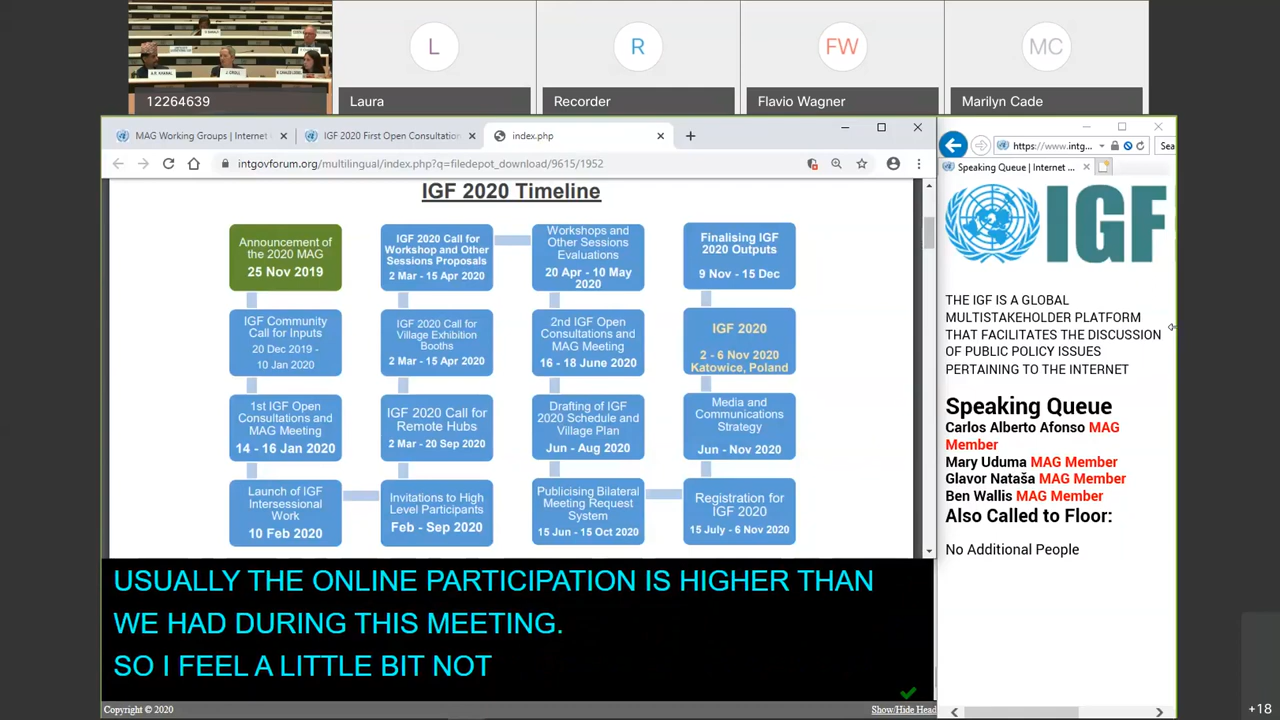 L
R
FW
MC
12264639
Laura
Recorder
Flavio Wagner
Marilyn Cade
MAG Working Groups | Internet
IGF 2020 First Open Consultation
index.php
intgovforum.org/multilingual/index.php?q=filedepot_download/9615/1952
IGF 2020 Timeline
Announcement of
the 2020 MAG
25 Nov 2019
IGF 2020 Call for
Workshop and Other
Sessions Proposals
2 Mar - 15 Apr 2020
Workshops and
Other Sessions
Evaluations
20 Apr - 10 May
2020
Finalising IGF
2020 Outputs
9 Nov - 15 Dec
IGF Community
Call for Inputs
20 Dec 2019 -
10 Jan 2020
IGF 2020 Call for
Village Exhibition
Booths
2 Mar - 15 Apr 2020
2nd IGF Open
Consultations and
MAG Meeting
16 - 18 June 2020
IGF 2020
2 - 6 Nov 2020
Katowice, Poland
1st IGF Open
Consultations and
MAG Meeting
14 - 16 Jan 2020
IGF 2020 Call for
Remote Hubs
2 Mar - 20 Sep 2020
Drafting of IGF
2020 Schedule and
Village Plan
Jun - Aug 2020
Media and
Communications
Strategy
Jun - Nov 2020
Launch of IGF
Intersessional
Work
10 Feb 2020
Invitations to High
Level Participants
Feb - Sep 2020
Publicising Bilateral
Meeting Request
System
15 Jun - 15 Oct 2020
Registration for
IGF 2020
15 July - 6 Nov 2020
https://www.intg...
Sea
Speaking Queue | Internet ...
IGF
THE IGF IS A GLOBAL
MULTISTAKEHOLDER PLATFORM
THAT FACILITATES THE DISCUSSION
OF PUBLIC POLICY ISSUES
PERTAINING TO THE INTERNET
Speaking Queue
Carlos Alberto Afonso MAG
Member
Mary Uduma MAG Member
Glavor Nataša MAG Member
Ben Wallis MAG Member
Also Called to Floor:
No Additional People
USUALLY THE ONLINE PARTICIPATION IS HIGHER THAN
WE HAD DURING THIS MEETING.
SO I FEEL A LITTLE BIT NOT
Copyright © 2020
Show/Hide Head
+18